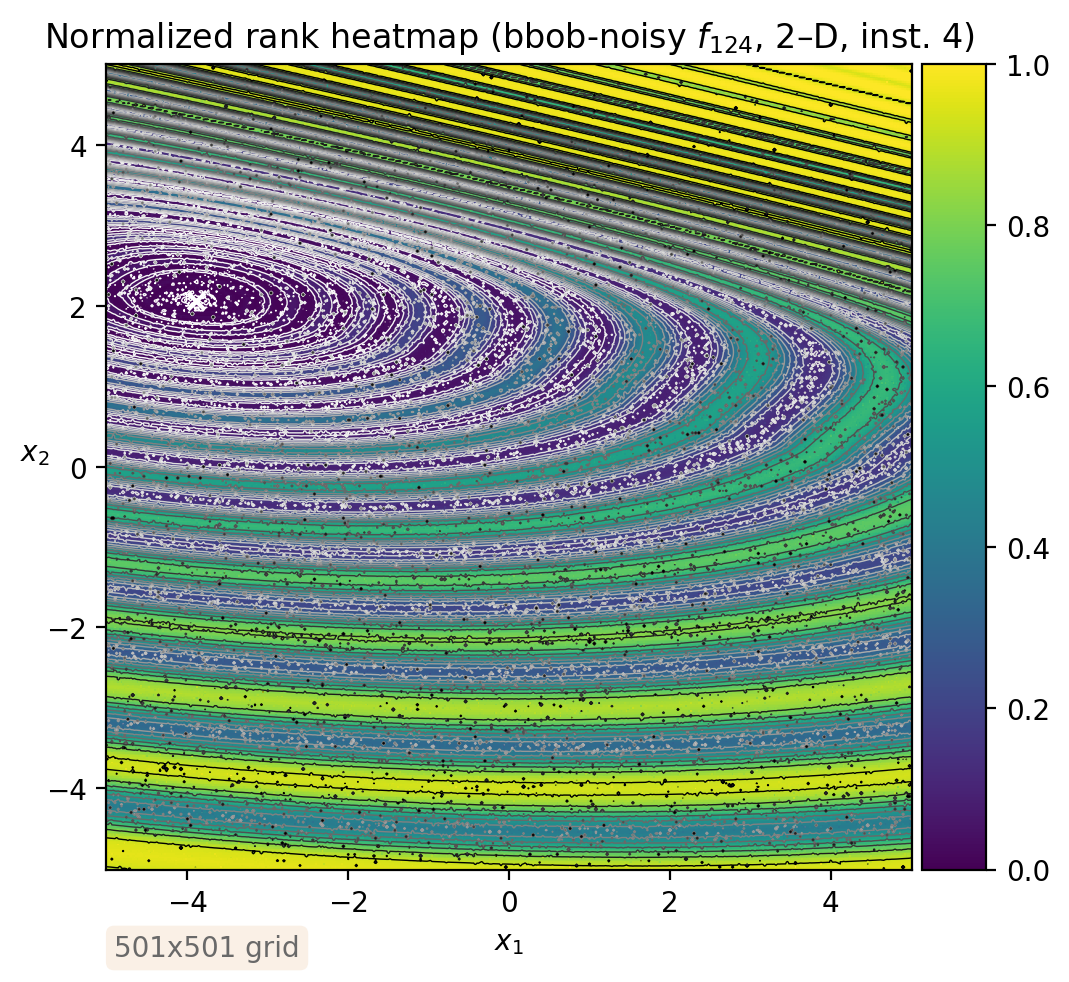 Normalized rank heatmap (bbob-noisy f₁₂₄, 2–D, inst. 4)
1.0
0.8
0.6
0.4
0.2
0.0
4
2
0
−2
−4
x₂
−4 −2 0 2 4
x₁
501x501 grid